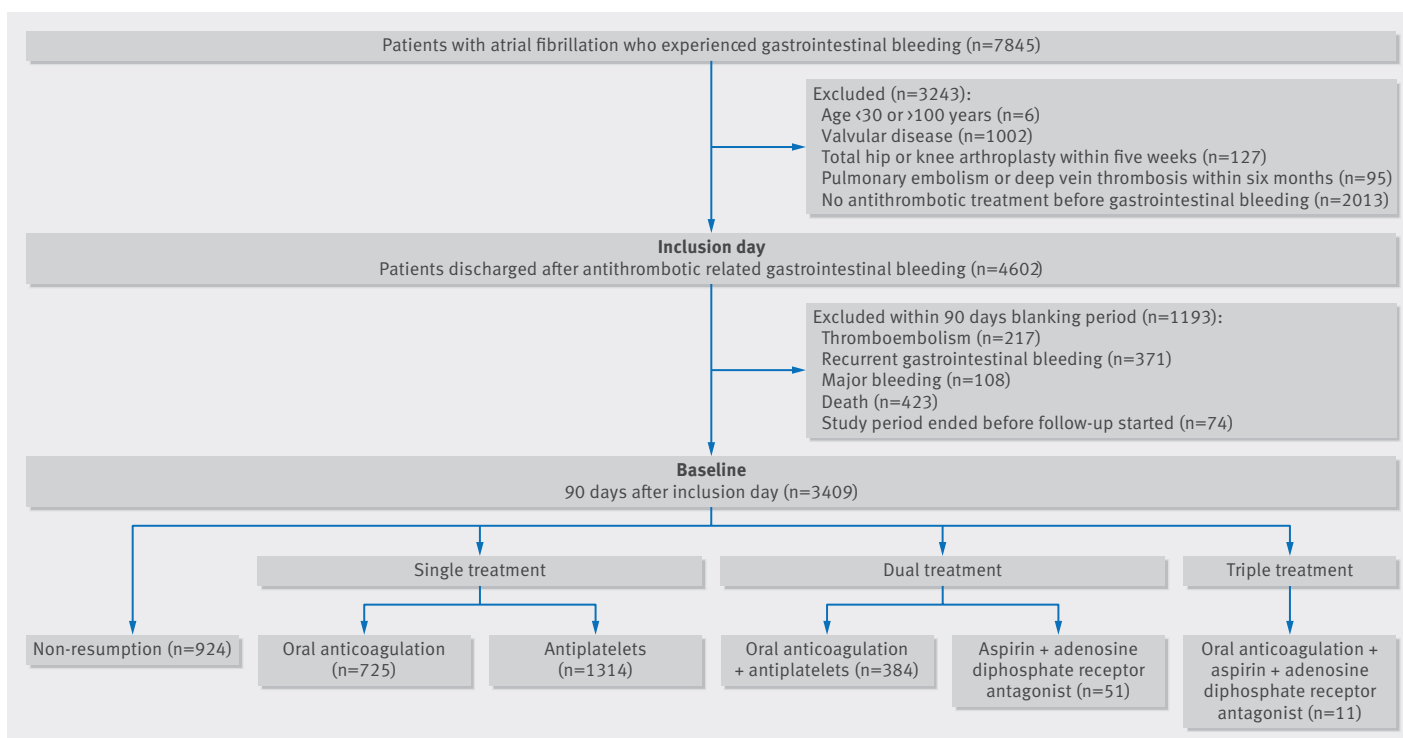 Patients with atrial fibrillation who experienced gastrointestinal bleeding (n=7845)
Excluded (n=3243):
Age <30 or >100 years (n=6)
Valvular disease (n=1002)
Total hip or knee arthroplasty within five weeks (n=127)
Pulmonary embolism or deep vein thrombosis within six months (n=95)
No antithrombotic treatment before gastrointestinal bleeding (n=2013)
Inclusion day
Patients discharged after antithrombotic related gastrointestinal bleeding (n=4602)
Excluded within 90 days blanking period (n=1193):
Thromboembolism (n=217)
Recurrent gastrointestinal bleeding (n=371)
Major bleeding (n=108)
Death (n=423)
Study period ended before follow-up started (n=74)
Baseline
90 days after inclusion day (n=3409)
Single treatment
Dual treatment
Triple treatment
Non-resumption (n=924)
Oral anticoagulation
(n=725)
Antiplatelets
(n=1314)
Oral anticoagulation
+ antiplatelets (n=384)
Aspirin + adenosine
diphosphate receptor
antagonist (n=51)
Oral anticoagulation +
aspirin + adenosine
diphosphate receptor
antagonist (n=11)